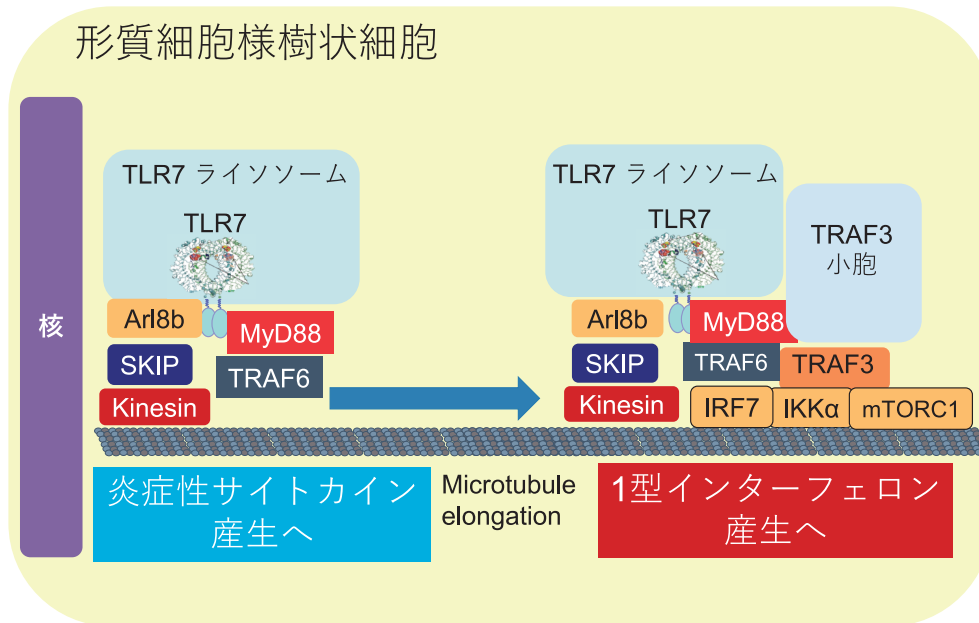 形質細胞様樹状細胞
核
TLR7 ライソソーム
TLR7
Arl8b
MyD88
SKIP
TRAF6
Kinesin
炎症性サイトカイン
産生へ
Microtubule
elongation
TLR7 ライソソーム
TLR7
TRAF3
小胞
Arl8b
MyD88
SKIP
TRAF6
TRAF3
Kinesin
IRF7
IKKα
mTORC1
1型インターフェロン
産生へ